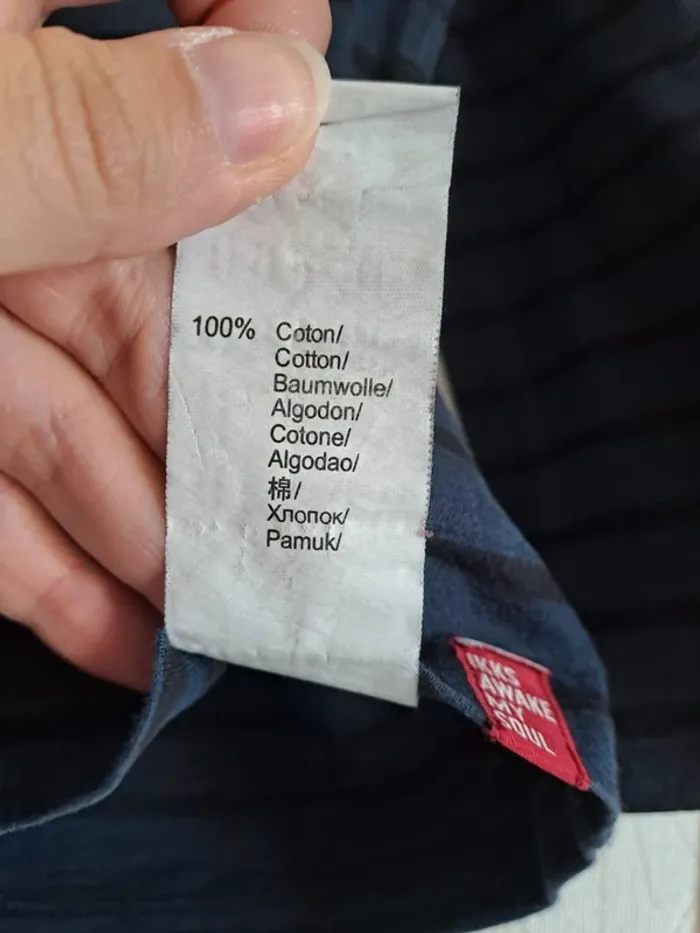 100% Coton/
Cotton/
Baumwolle/
Algodon/
Cotone/
Algodao/
棉/
Хлопок/
Pamuk/
IKKS
AWAKE
MY
SOUL